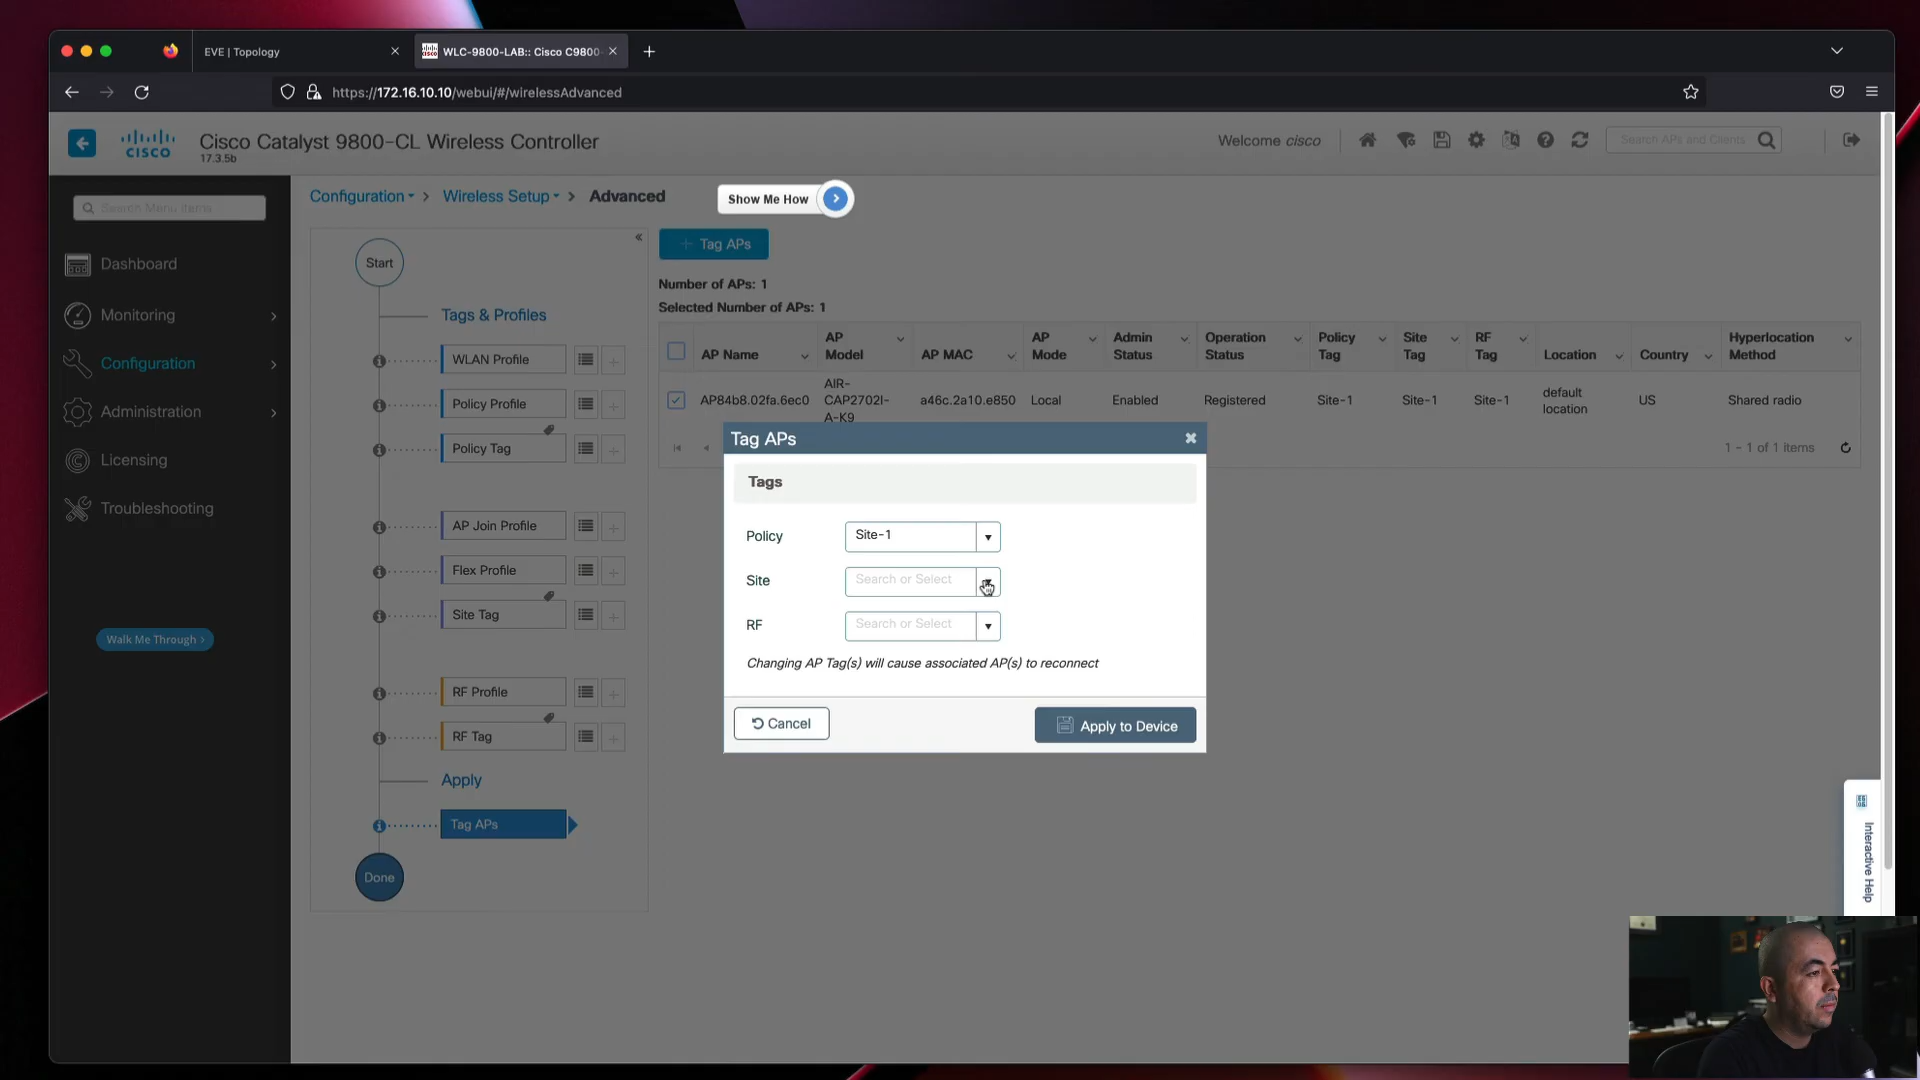 EVE | Topology
WLC-9800-LAB:: Cisco C9800-
https://172.16.10.10/webui/#/wirelessAdvanced
CISCO
Cisco Catalyst 9800-CL Wireless Controller
17.3.5b
Welcome cisco
Search APs and Clients
Search Menu Items
Dashboard
Monitoring
Configuration
Administration
Licensing
Troubleshooting
Walk Me Through >
Configuration > Wireless Setup > Advanced
Show Me How
Start
Tags & Profiles
WLAN Profile
Policy Profile
Policy Tag
AP Join Profile
Flex Profile
Site Tag
RF Profile
RF Tag
Apply
Tag APs
Done
+ Tag APs
Number of APs: 1
Selected Number of APs: 1
AP Name
AP Model
AP MAC
AP Mode
Admin Status
Operation Status
Policy Tag
Site Tag
RF Tag
Location
Country
Hyperlocation Method
AP84b8.02fa.6ec0
AIR-CAP2702I-A-K9
a46c.2a10.e850
Local
Enabled
Registered
Site-1
Site-1
Site-1
default location
US
Shared radio
1 - 1 of 1 items
Tag APs
Tags
Policy
Site-1
Site
Search or Select
RF
Search or Select
Changing AP Tag(s) will cause associated AP(s) to reconnect
Cancel
Apply to Device
Interactive Help